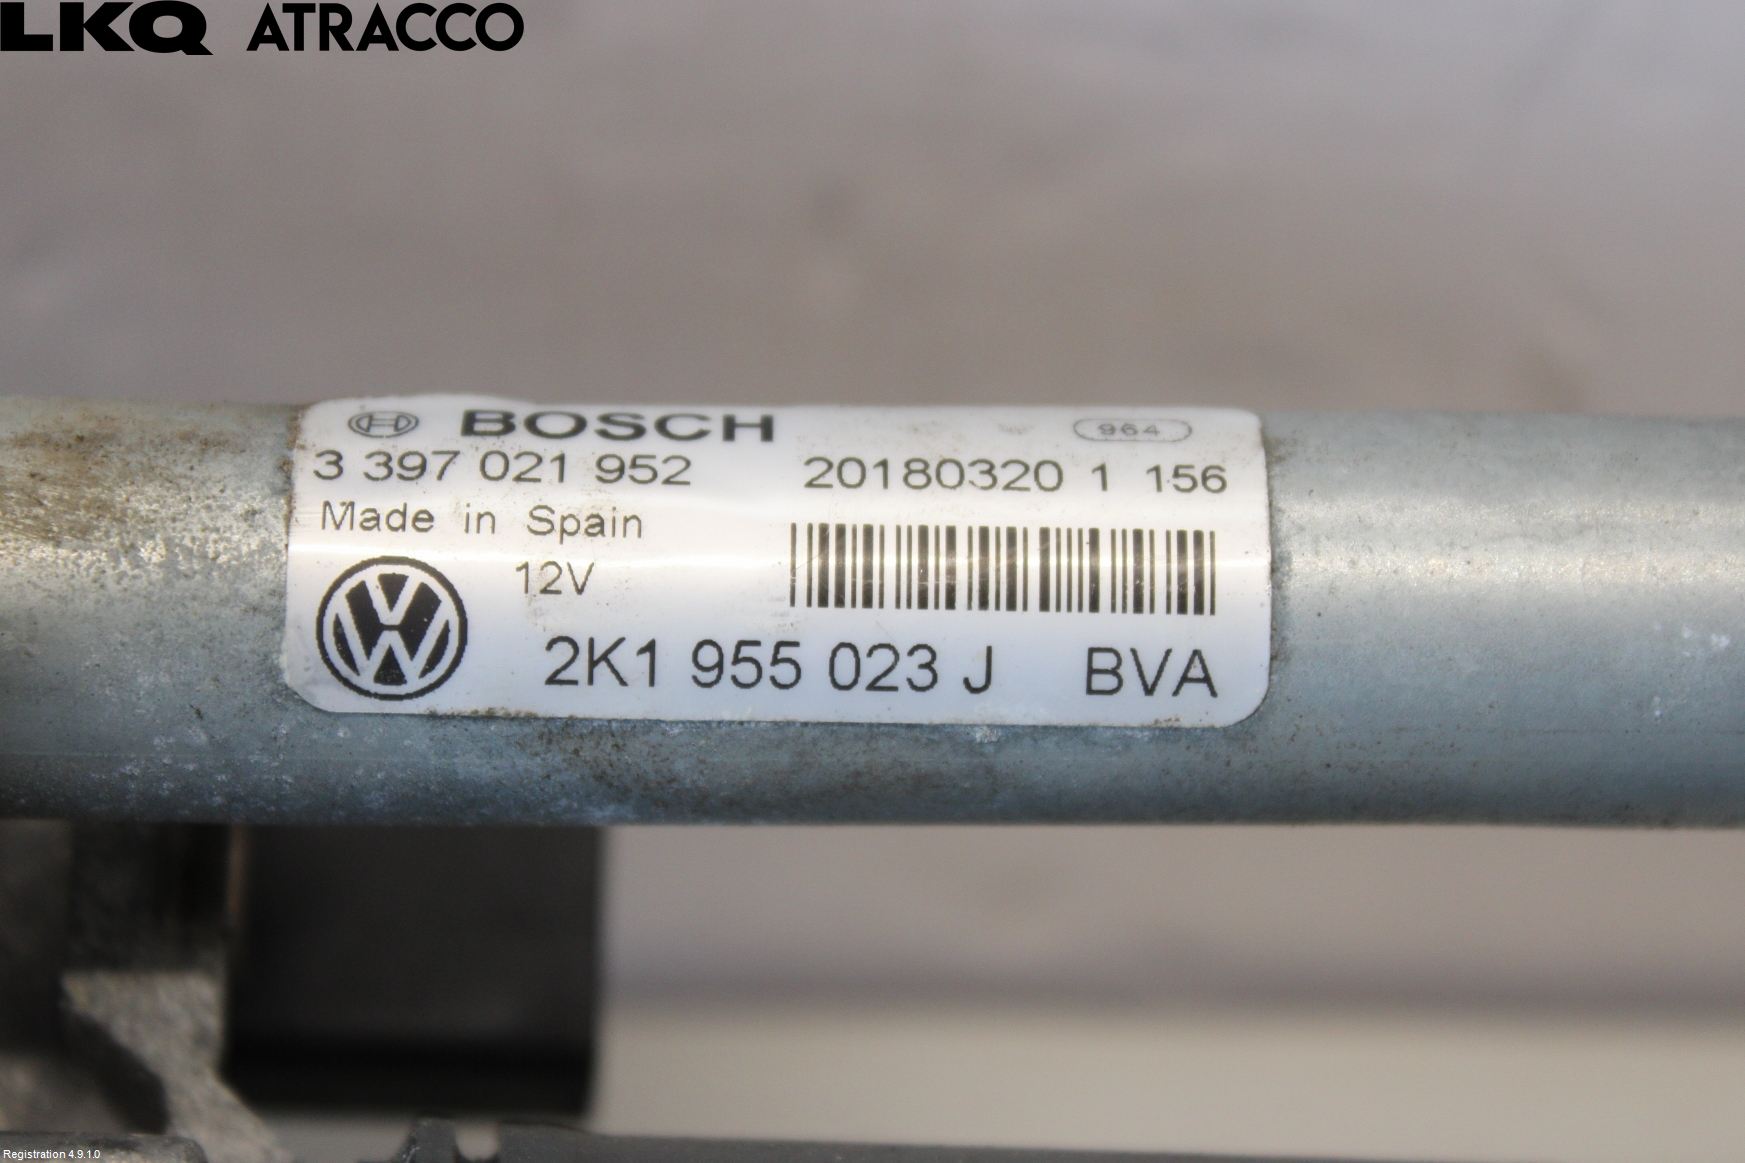 LKQ ATRACCO
BOSCH 964
3 397 021 952 20180320 1 156
Made in Spain
12V
2K1 955 023 J BVA
Registration 4.9.1.0